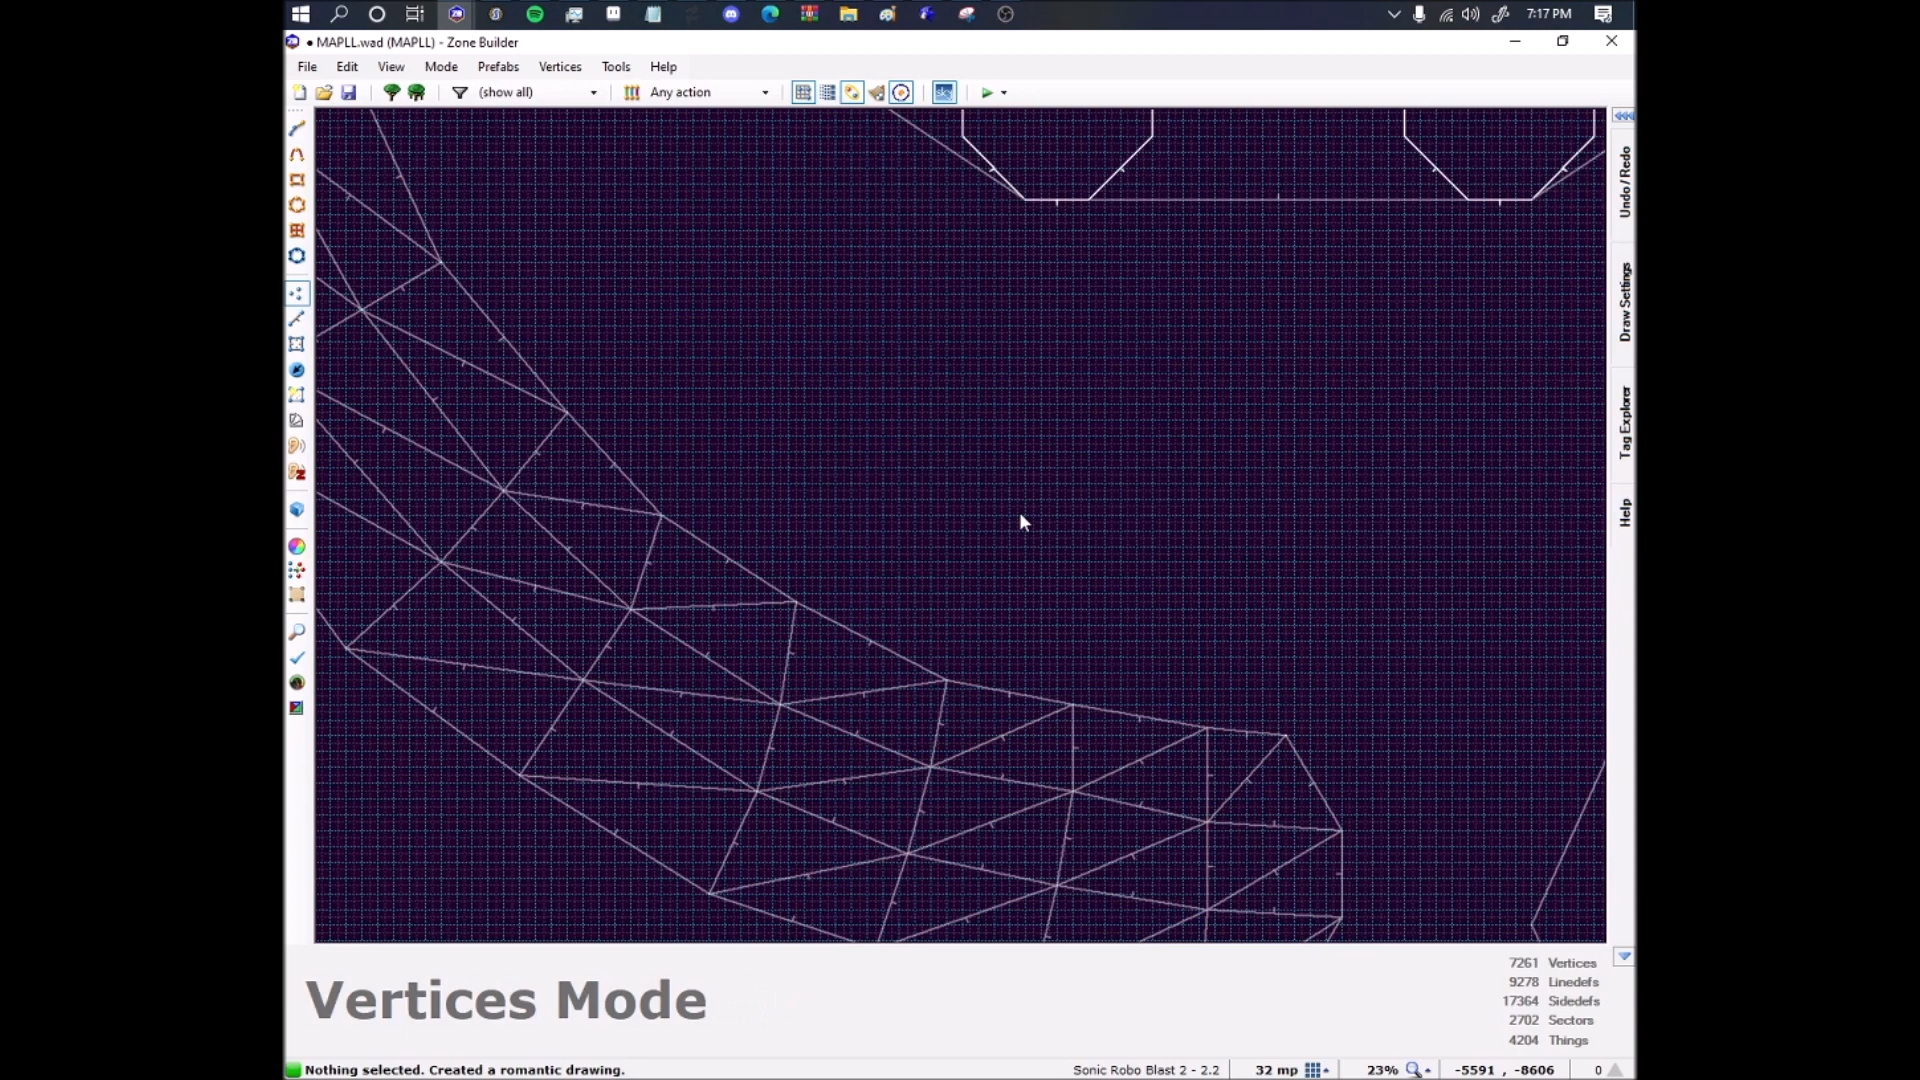 7:17 PM
• MAPLL.wad (MAPLL) - Zone Builder
File Edit View Mode Prefabs Vertices Tools Help
(show all) Any action
Undo/Redo
Draw Settings
Tag Explorer
Help
Vertices Mode
7261 Vertices
9278 Linedefs
17364 Sidedefs
2702 Sectors
4204 Things
Nothing selected. Created a romantic drawing. Sonic Robo Blast 2 - 2.2 32 mp 23% -5591 , -8606 0